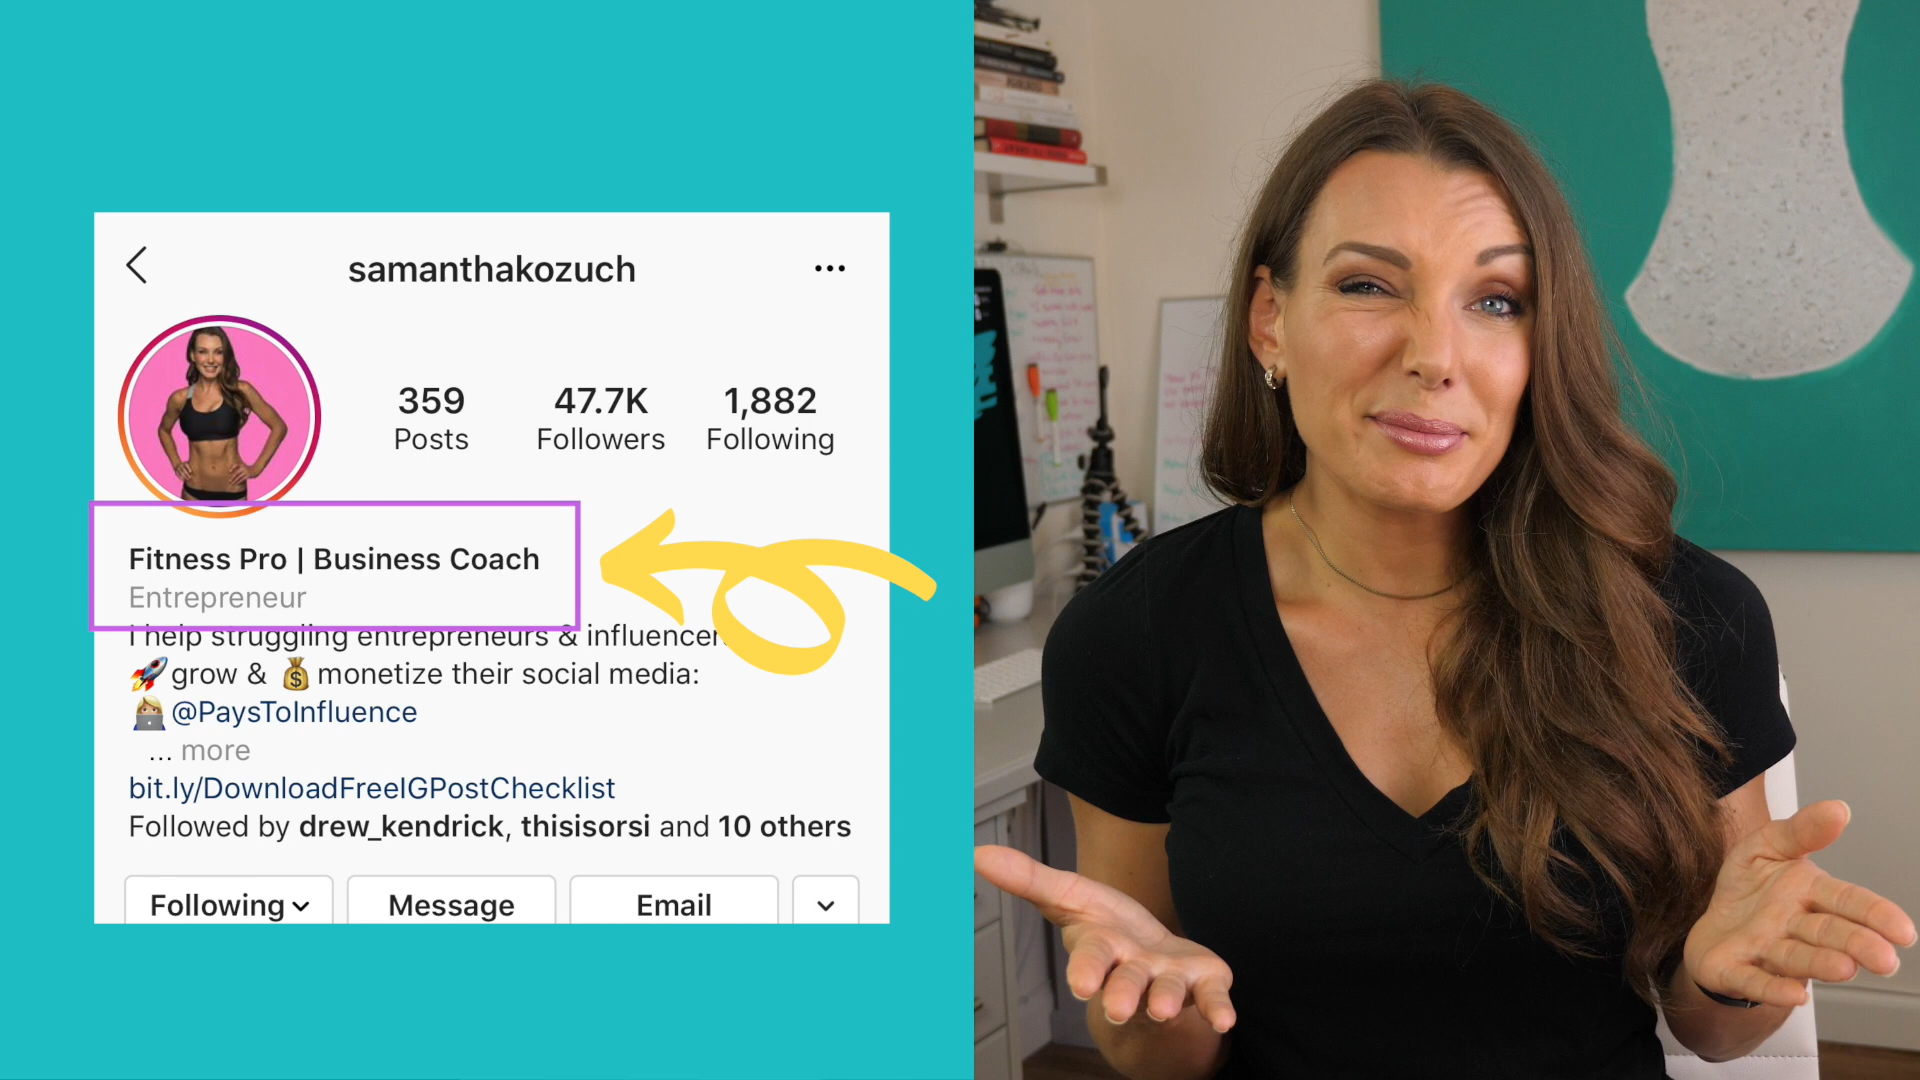 samanthakozuch
359 47.7K 1,882
Posts Followers Following
Fitness Pro | Business Coach
Entrepreneur
I help struggling entrepreneurs & influencer
🚀grow & 💰monetize their social media:
👩🏼‍💻@PaysToInfluence
... more
bit.ly/DownloadFreeIGPostChecklist
Followed by drew_kendrick, thisisorsi and 10 others
Following Message Email